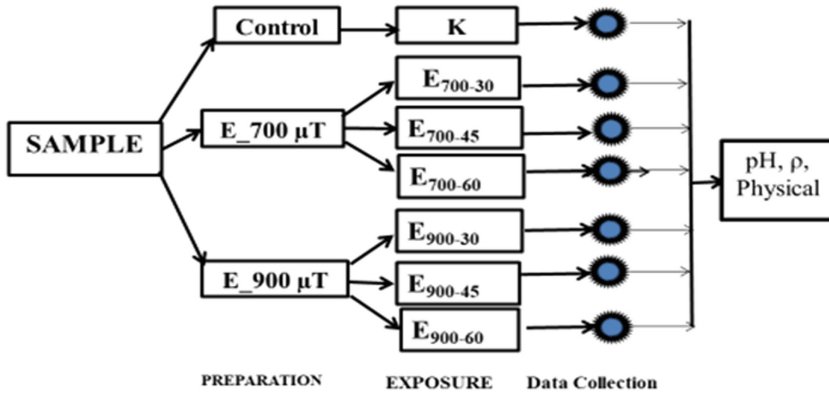 Control
K
E700-30
SAMPLE
E_700 µT
E700-45
E700-60
pH, ρ,
Physical
E900-30
E_900 µT
E900-45
E900-60
PREPARATION
EXPOSURE
Data Collection